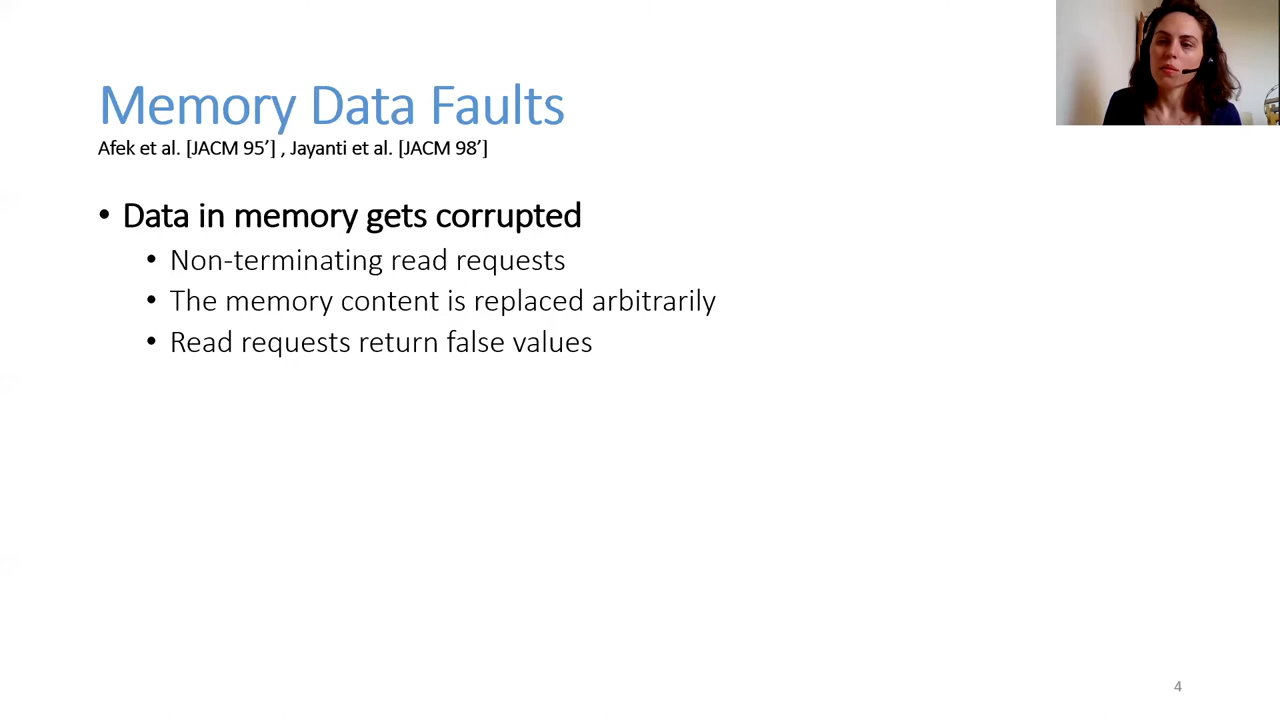 Memory Data Faults
Afek et al. [JACM 95′] , Jayanti et al. [JACM 98′]
• Data in memory gets corrupted
• Non-terminating read requests
• The memory content is replaced arbitrarily
• Read requests return false values
4